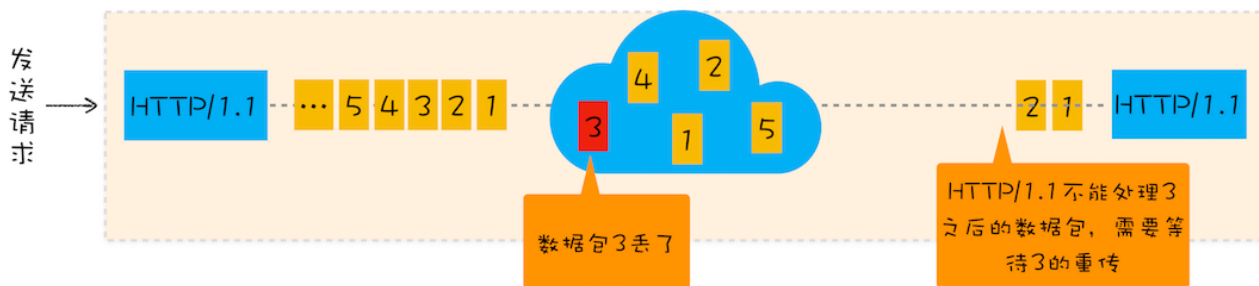 发送请求
HTTP/1.1
… 5 4 3 2 1
4
2
3
1
5
2 1
HTTP/1.1
数据包3丢了
HTTP/1.1不能处理3
之后的数据包，需要等
待3的重传